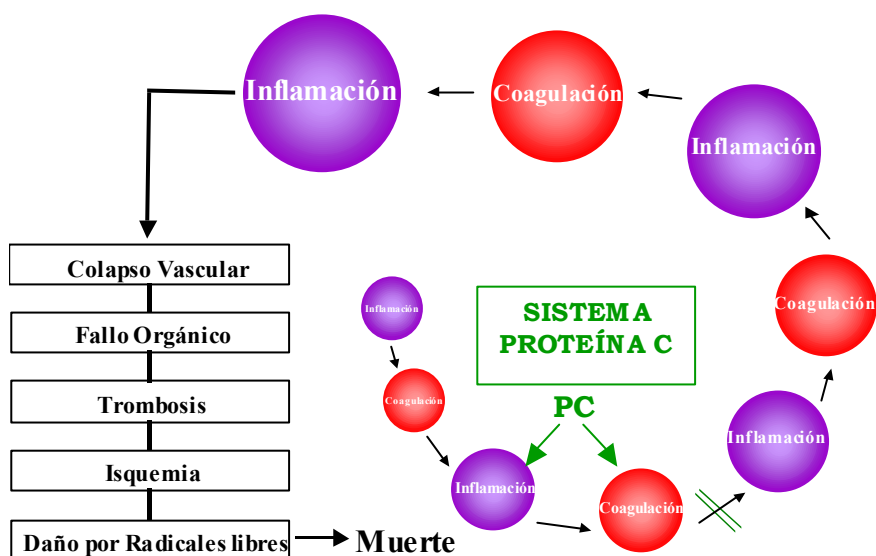 Inflamación
Coagulación
Inflamación
Coagulación
Inflamación
Coagulación
Inflamación
Coagulación
Inflamación
SISTEMA
PROTEÍNA C
PC
Colapso Vascular
Fallo Orgánico
Trombosis
Isquemia
Daño por Radicales libres
Muerte